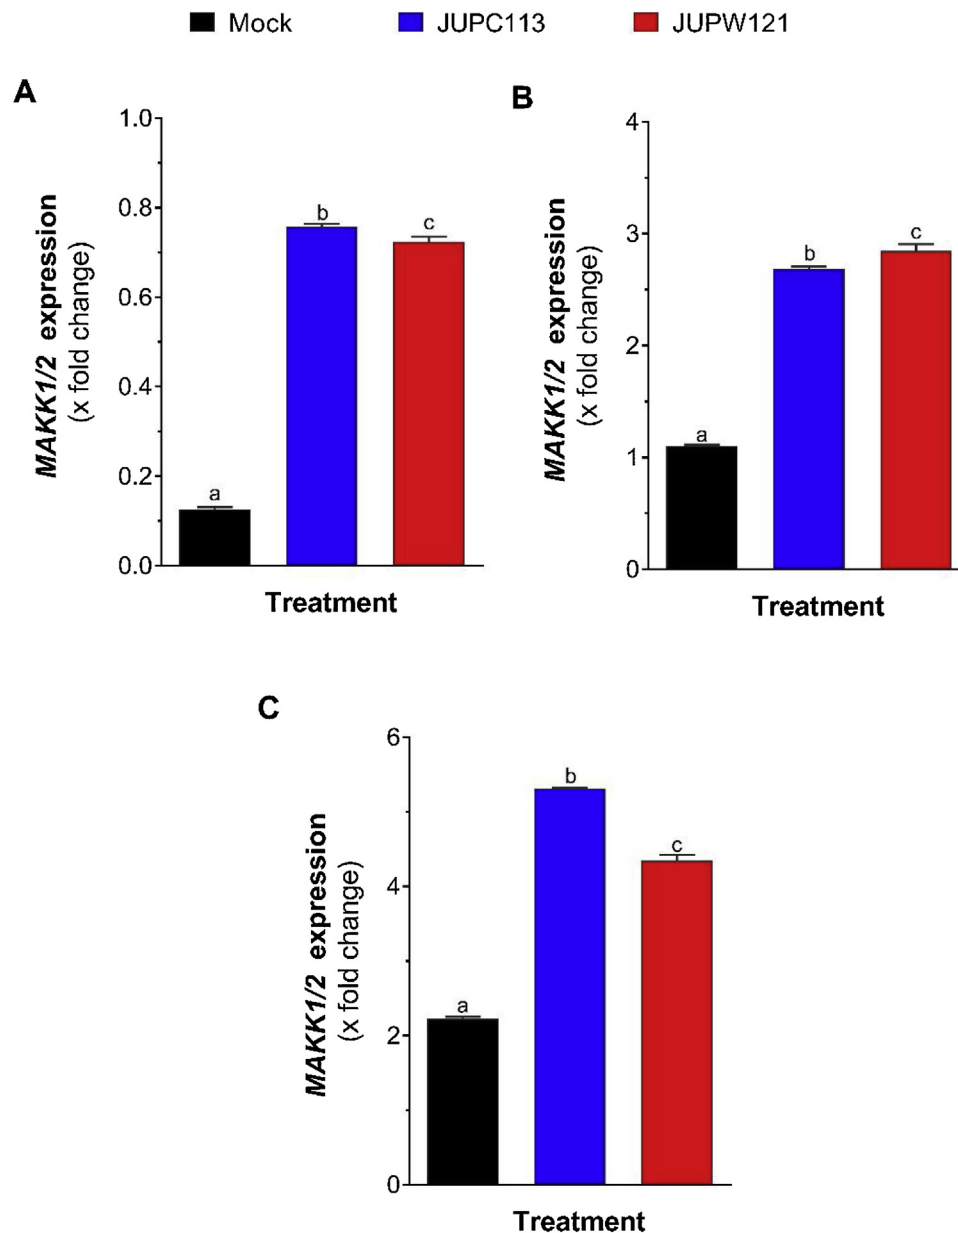 Mock JUPC113 JUPW121
A
MAKK1/2 expression
(x fold change)
1.0
0.8
0.6
0.4
0.2
0.0
a
b
c
Treatment
B
MAKK1/2 expression
(x fold change)
4
3
2
1
0
a
b
c
Treatment
C
MAKK1/2 expression
(x fold change)
6
4
2
0
a
b
c
Treatment